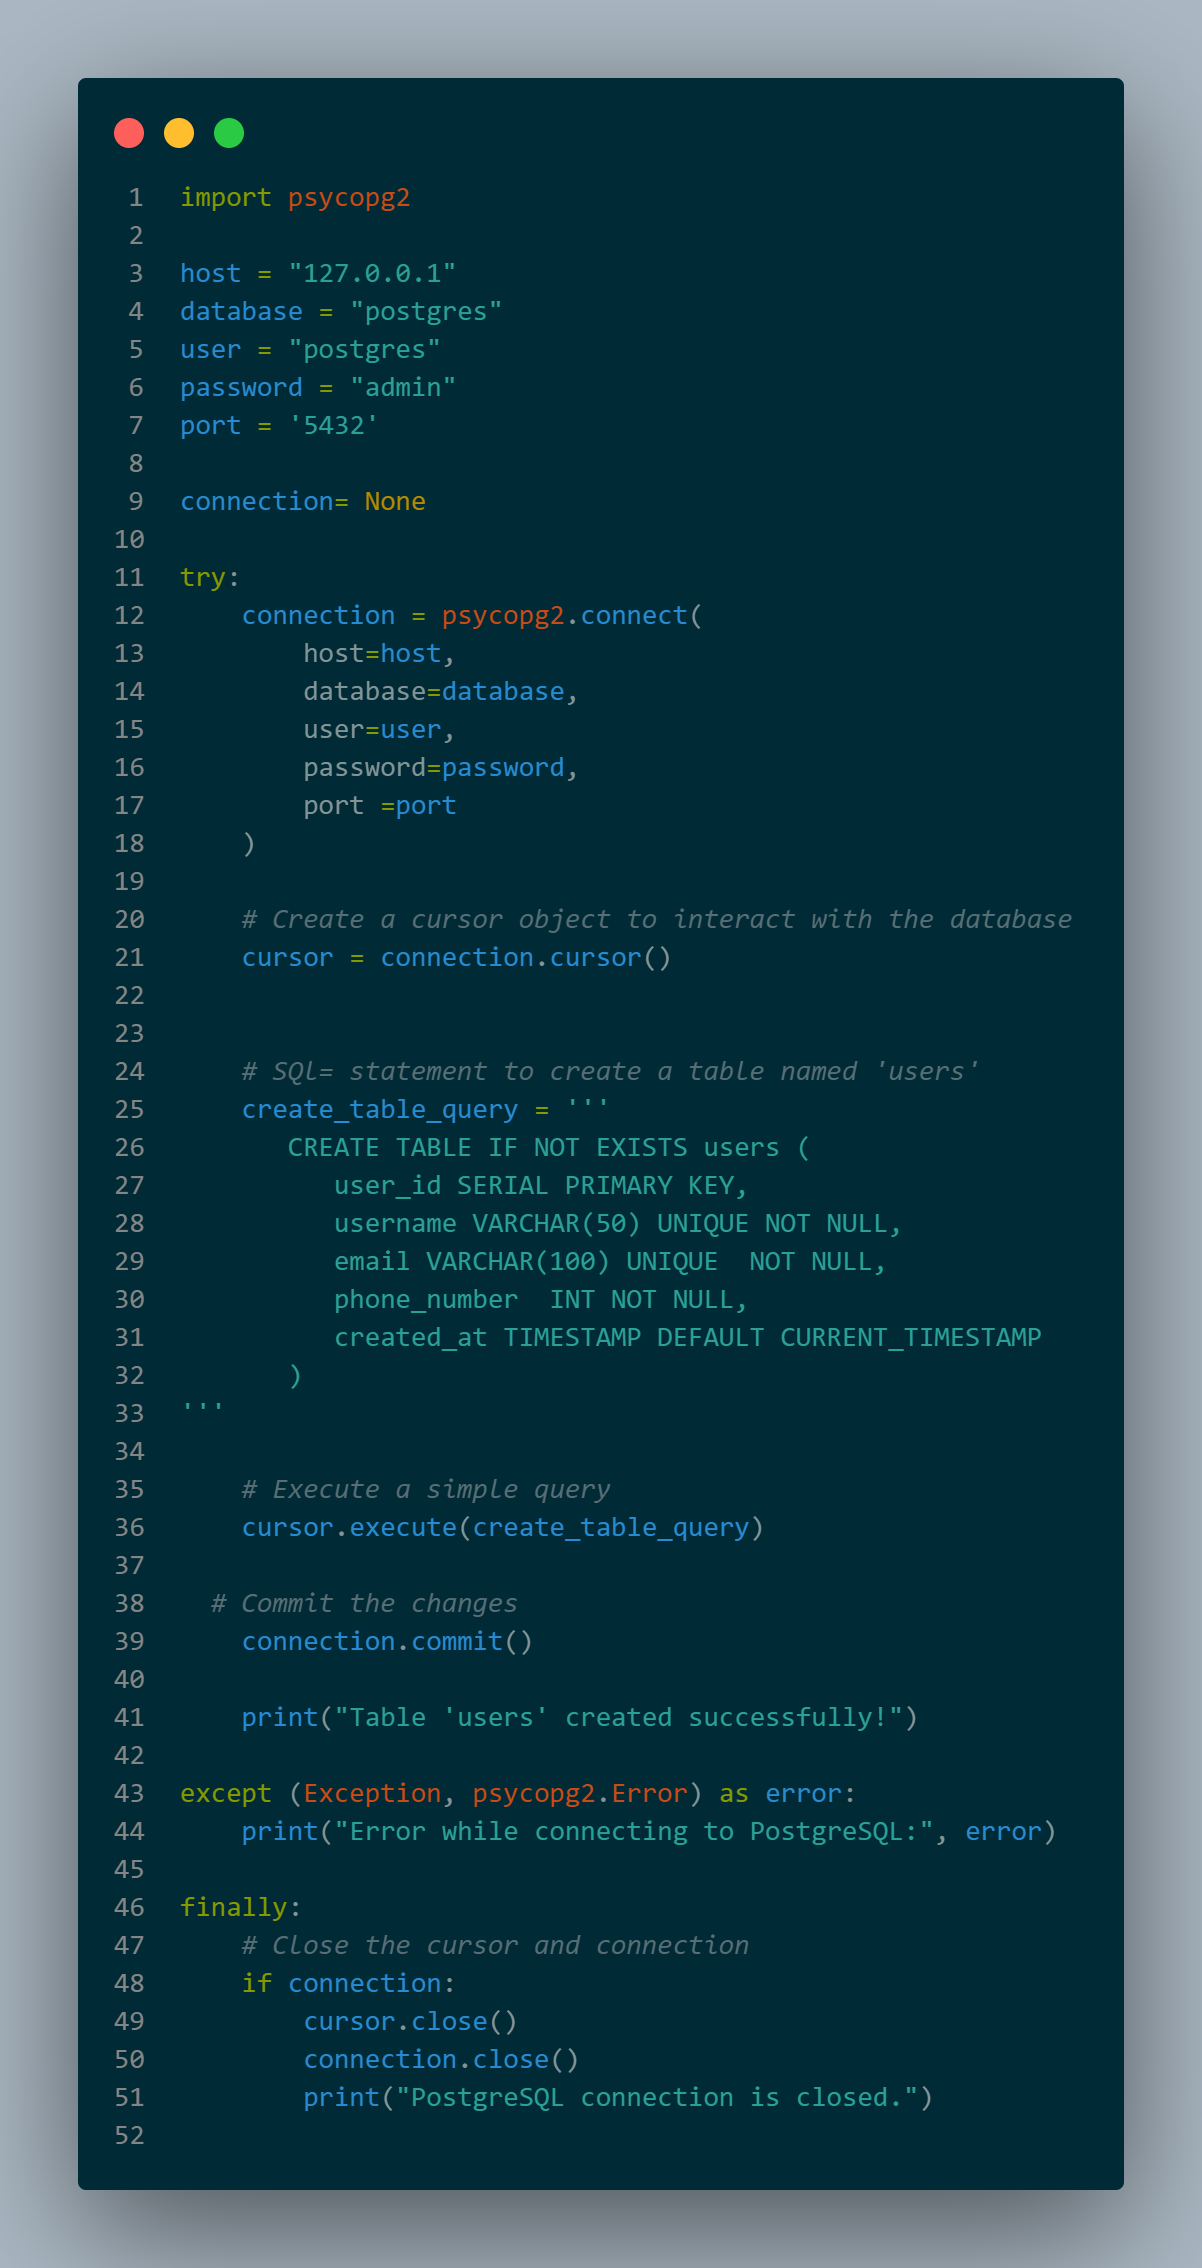 1 import psycopg2
2
3 host = "127.0.0.1"
4 database = "postgres"
5 user = "postgres"
6 password = "admin"
7 port = '5432'
8
9 connection= None
10
11 try:
12     connection = psycopg2.connect(
13         host=host,
14         database=database,
15         user=user,
16         password=password,
17         port =port
18     )
19
20     # Create a cursor object to interact with the database
21     cursor = connection.cursor()
22
23
24     # SQl= statement to create a table named 'users'
25     create_table_query = '''
26        CREATE TABLE IF NOT EXISTS users (
27           user_id SERIAL PRIMARY KEY,
28           username VARCHAR(50) UNIQUE NOT NULL,
29           email VARCHAR(100) UNIQUE  NOT NULL,
30           phone_number  INT NOT NULL,
31           created_at TIMESTAMP DEFAULT CURRENT_TIMESTAMP
32        )
33 '''
34
35     # Execute a simple query
36     cursor.execute(create_table_query)
37
38   # Commit the changes
39     connection.commit()
40
41     print("Table 'users' created successfully!")
42
43 except (Exception, psycopg2.Error) as error:
44     print("Error while connecting to PostgreSQL:", error)
45
46 finally:
47     # Close the cursor and connection
48     if connection:
49         cursor.close()
50         connection.close()
51         print("PostgreSQL connection is closed.")
52